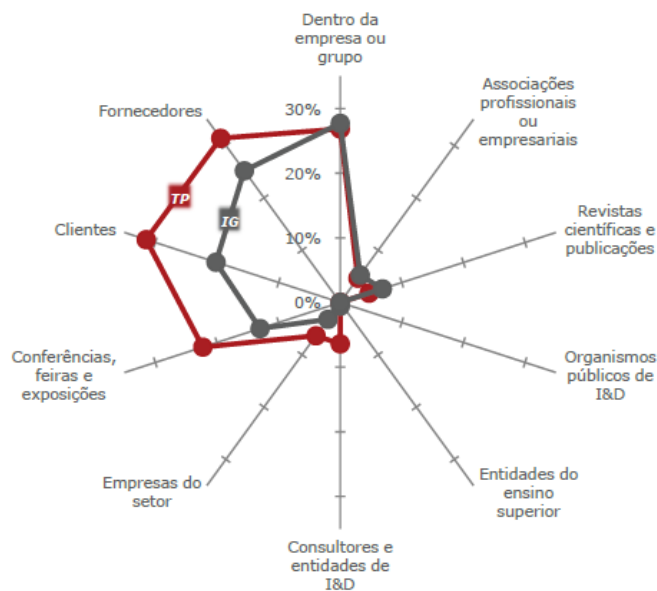 Dentro da
empresa ou
grupo
Associações
profissionais
ou
empresariais
Revistas
científicas e
publicações
Organismos
públicos de
I&D
Entidades do
ensino
superior
Consultores e
entidades de
I&D
Empresas do
setor
Conferências,
feiras e
exposições
Clientes
Fornecedores
30%
20%
10%
0%
TP
IG